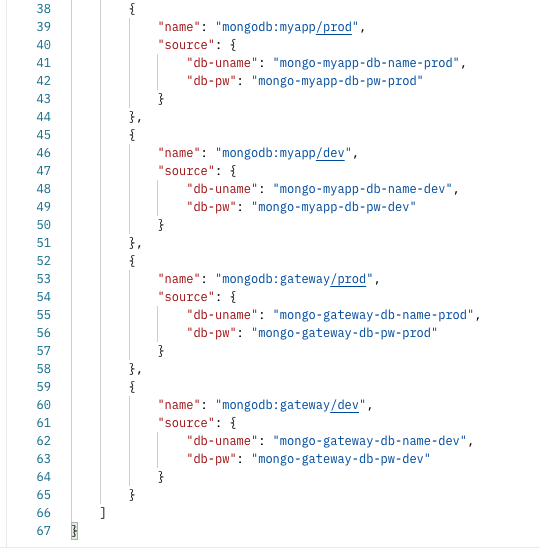 38 {
39 "name": "mongodb:myapp/prod",
40 "source": {
41 "db-uname": "mongo-myapp-db-name-prod",
42 "db-pw": "mongo-myapp-db-pw-prod"
43 }
44 },
45 {
46 "name": "mongodb:myapp/dev",
47 "source": {
48 "db-uname": "mongo-myapp-db-name-dev",
49 "db-pw": "mongo-myapp-db-pw-dev"
50 }
51 },
52 {
53 "name": "mongodb:gateway/prod",
54 "source": {
55 "db-uname": "mongo-gateway-db-name-prod",
56 "db-pw": "mongo-gateway-db-pw-prod"
57 }
58 },
59 {
60 "name": "mongodb:gateway/dev",
61 "source": {
62 "db-uname": "mongo-gateway-db-name-dev",
63 "db-pw": "mongo-gateway-db-pw-dev"
64 }
65 }
66 ]
67 }